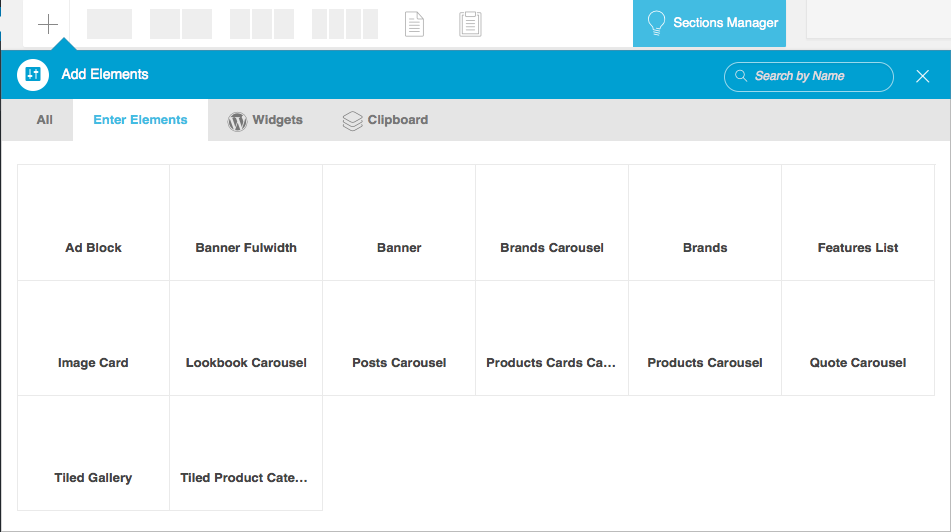 Sections Manager
Add Elements
Search by Name
All
Enter Elements
Widgets
Clipboard
Ad Block
Banner Fulwidth
Banner
Brands Carousel
Brands
Features List
Image Card
Lookbook Carousel
Posts Carousel
Products Cards Ca...
Products Carousel
Quote Carousel
Tiled Gallery
Tiled Product Cate...